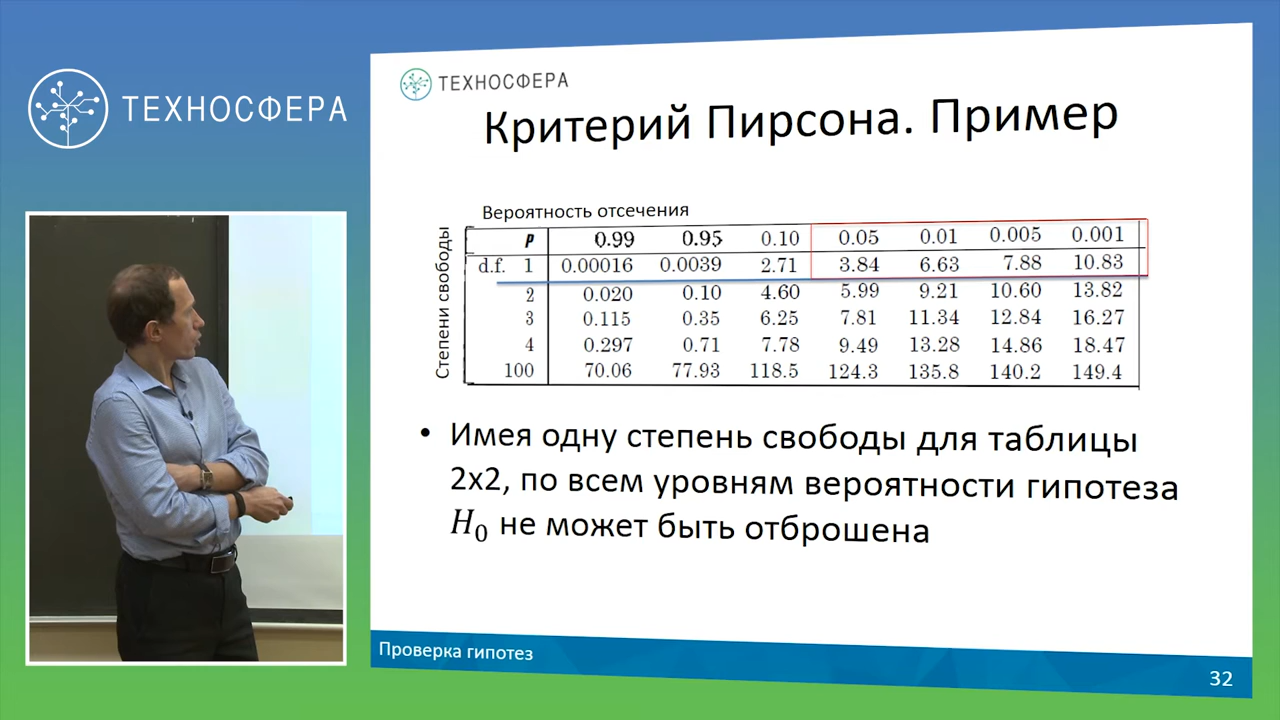 ТЕХНОСФЕРА
ТЕХНОСФЕРА
Критерий Пирсона. Пример
Вероятность отсечения
Степени свободы
P 0.99 0.95 0.10 0.05 0.01 0.005 0.001
d.f. 1 0.00016 0.0039 2.71 3.84 6.63 7.88 10.83
2 0.020 0.10 4.60 5.99 9.21 10.60 13.82
3 0.115 0.35 6.25 7.81 11.34 12.84 16.27
4 0.297 0.71 7.78 9.49 13.28 14.86 18.47
100 70.06 77.93 118.5 124.3 135.8 140.2 149.4
• Имея одну степень свободы для таблицы
2x2, по всем уровням вероятности гипотеза
H₀ не может быть отброшена
Проверка гипотез
32